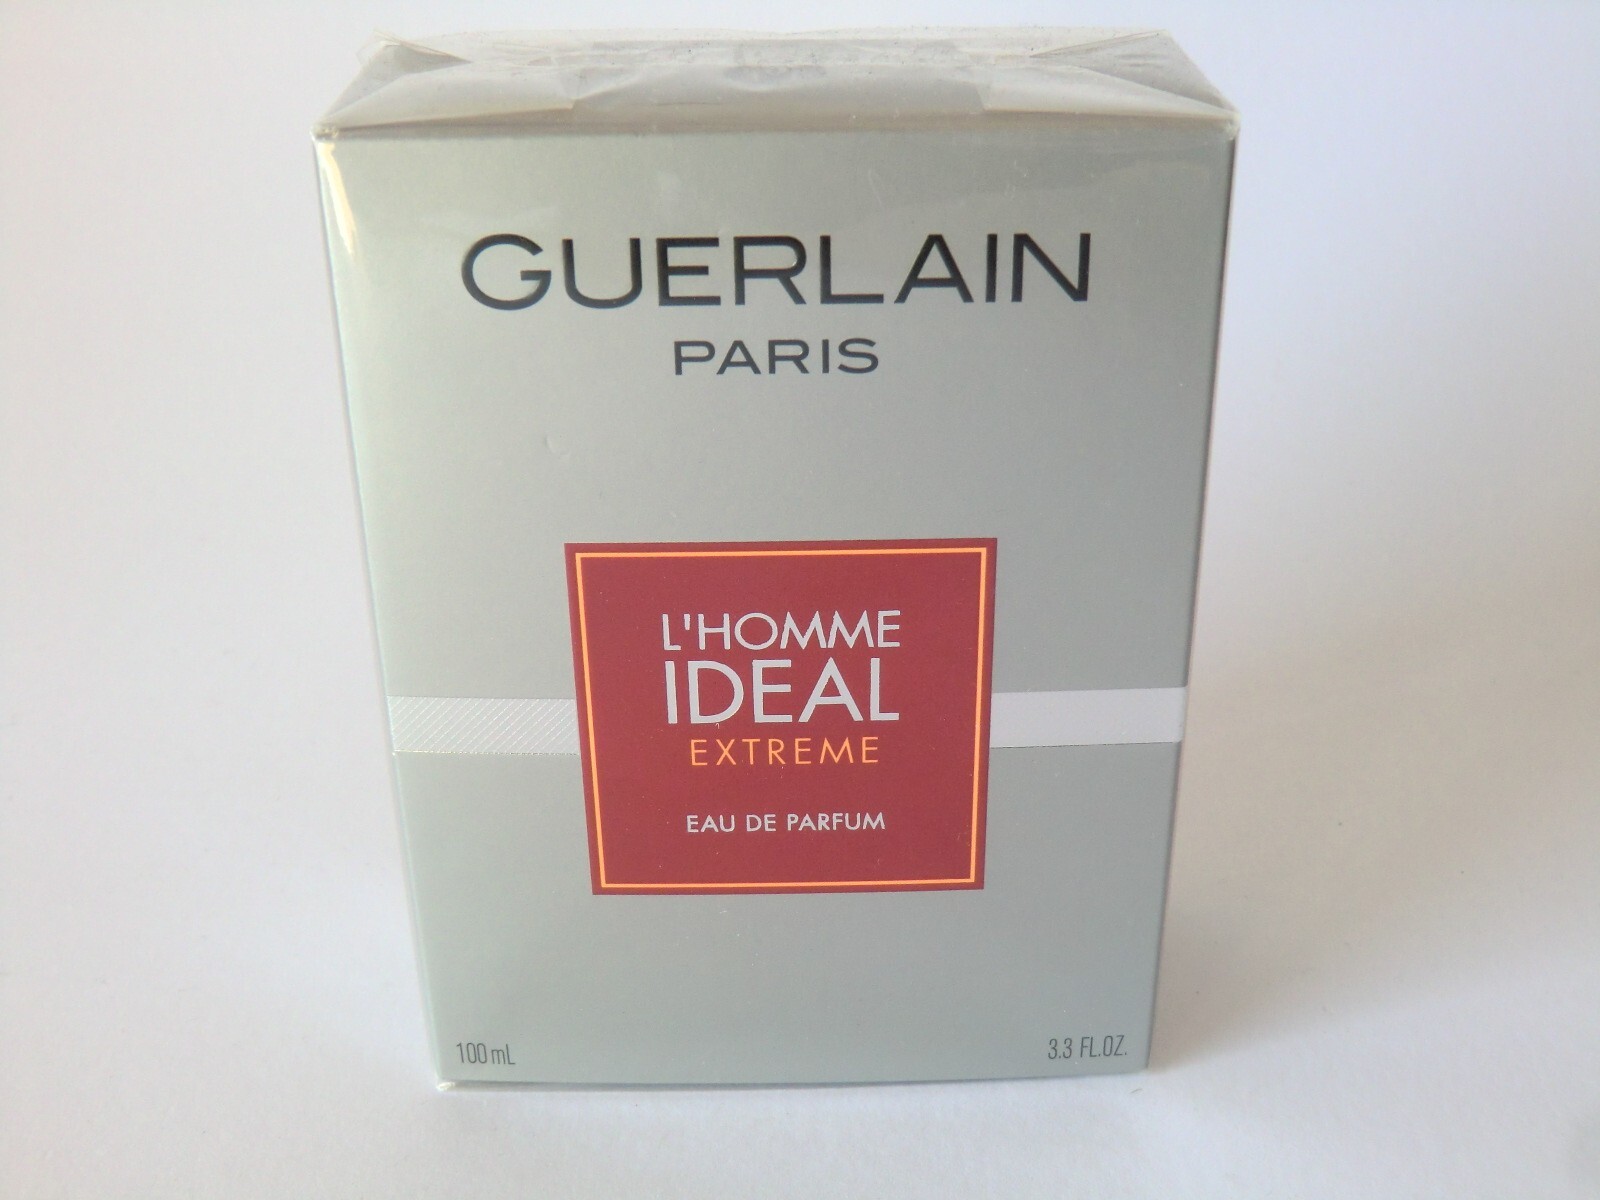 GUERLAIN
PARIS
L'HOMME
IDEAL
EXTREME
EAU DE PARFUM
100 mL
3.3 FL.OZ.